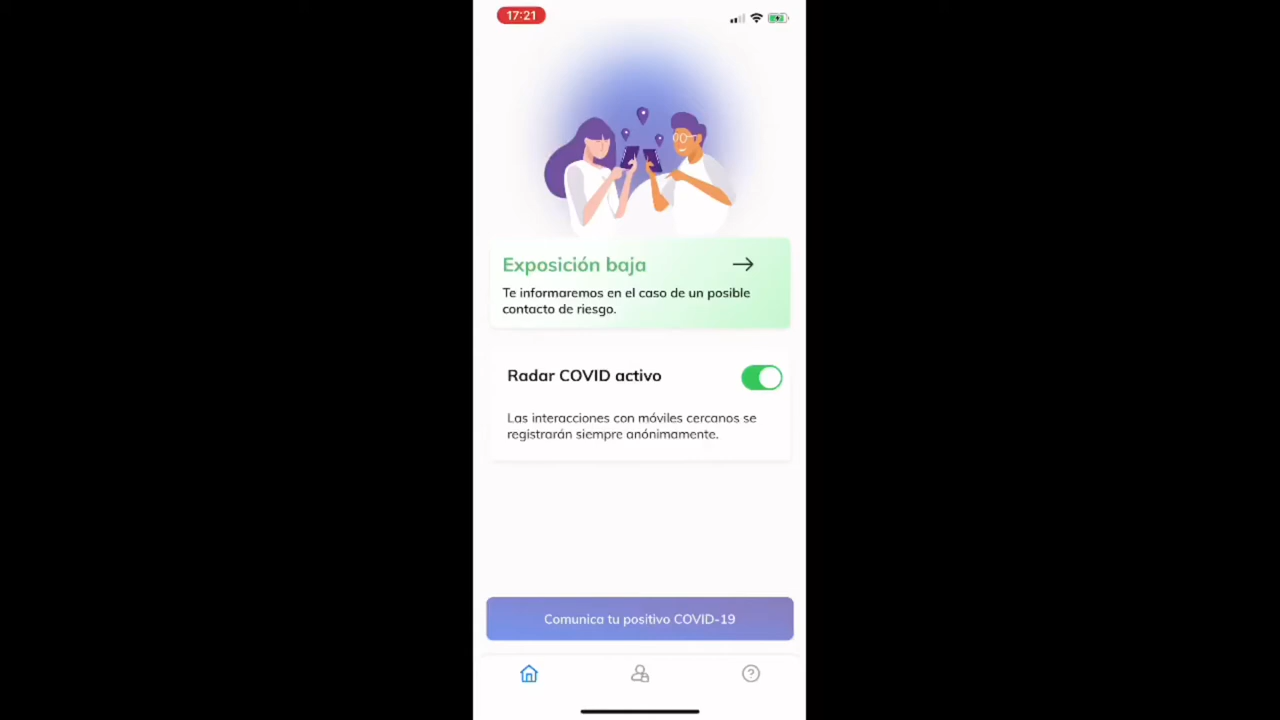 17:21
Exposición baja
Te informaremos en el caso de un posible
contacto de riesgo.
Radar COVID activo
Las interacciones con móviles cercanos se
registrarán siempre anónimamente.
Comunica tu positivo COVID-19